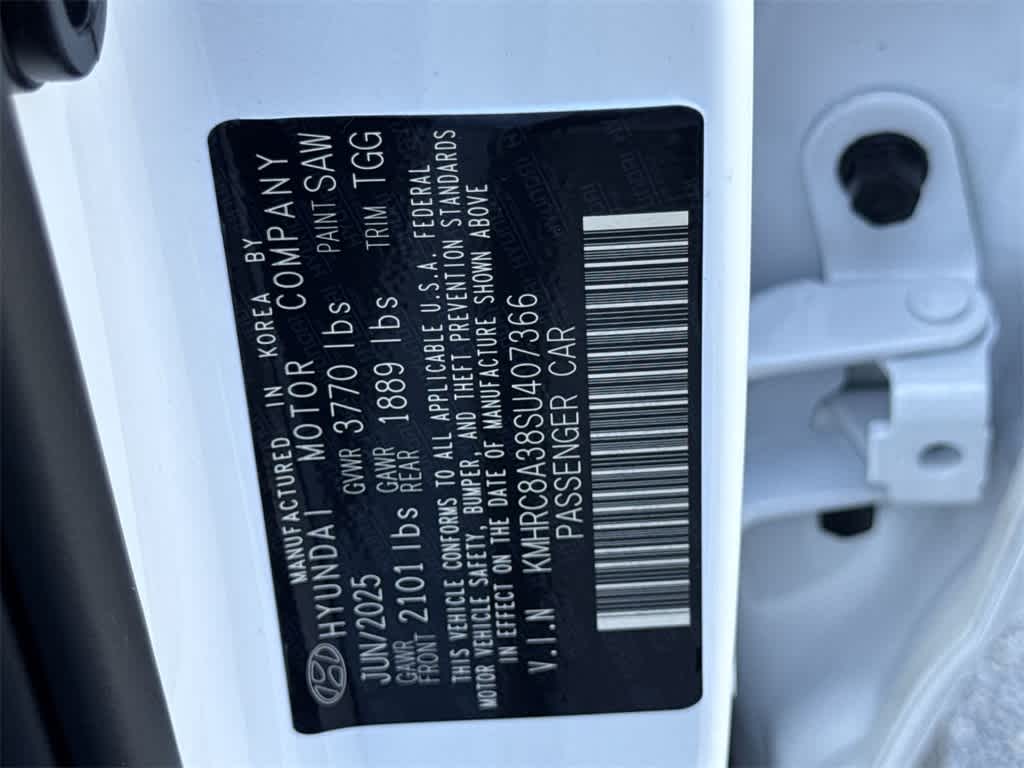 MANUFACTURED IN KOREA BY
HYUNDAI MOTOR COMPANY
JUN/2025 GVWR 3770 lbs PAINT SAW
GAWR FRONT 2101 lbs GAWR REAR 1889 lbs TRIM TGG
THIS VEHICLE CONFORMS TO ALL APPLICABLE U.S.A. FEDERAL
MOTOR VEHICLE SAFETY, BUMPER, AND THEFT PREVENTION STANDARDS
IN EFFECT ON THE DATE OF MANUFACTURE SHOWN ABOVE
V.I.N KMHRC8A38SU407366
PASSENGER CAR